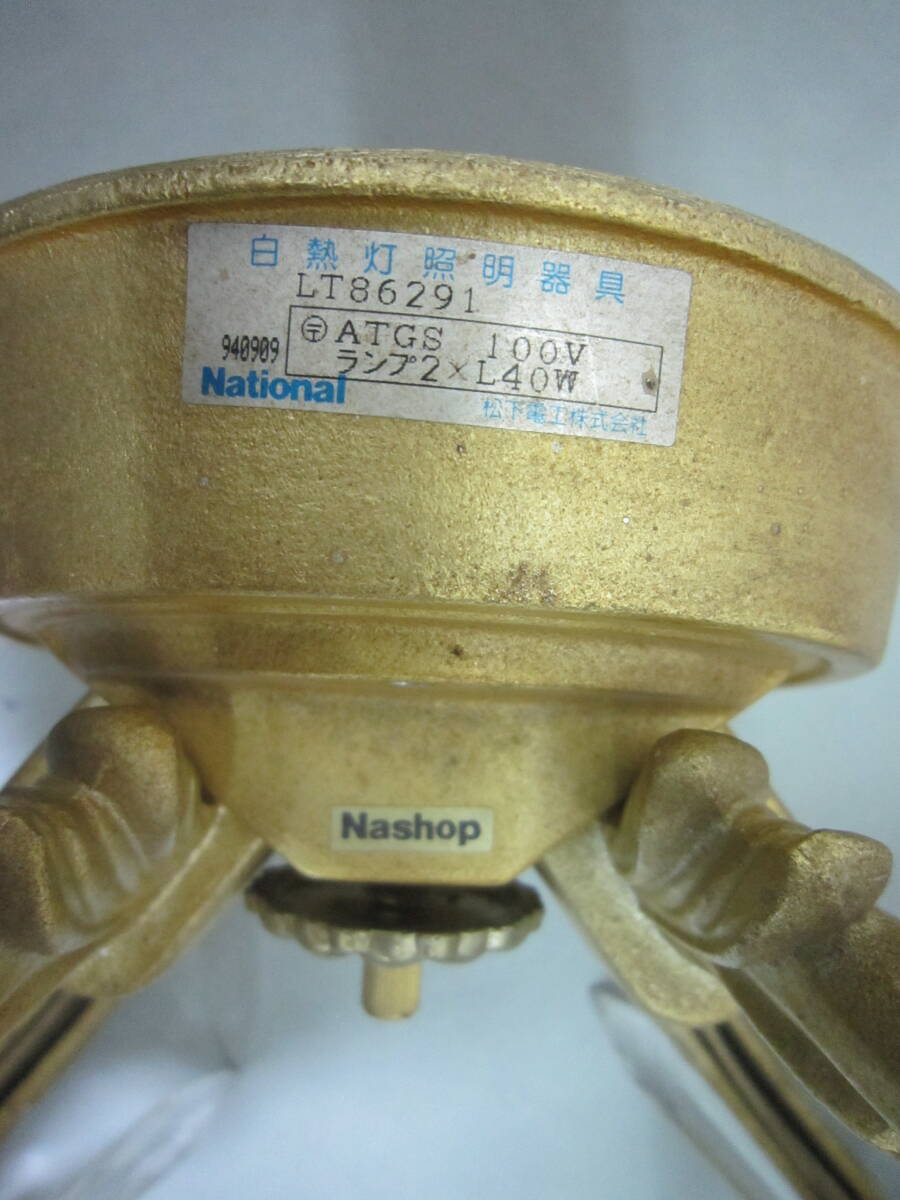 白熱灯照明器具
LT86291
〶ATGS 100V
940909 ランプ2×L40W
National
松下電工株式会社
Nashop